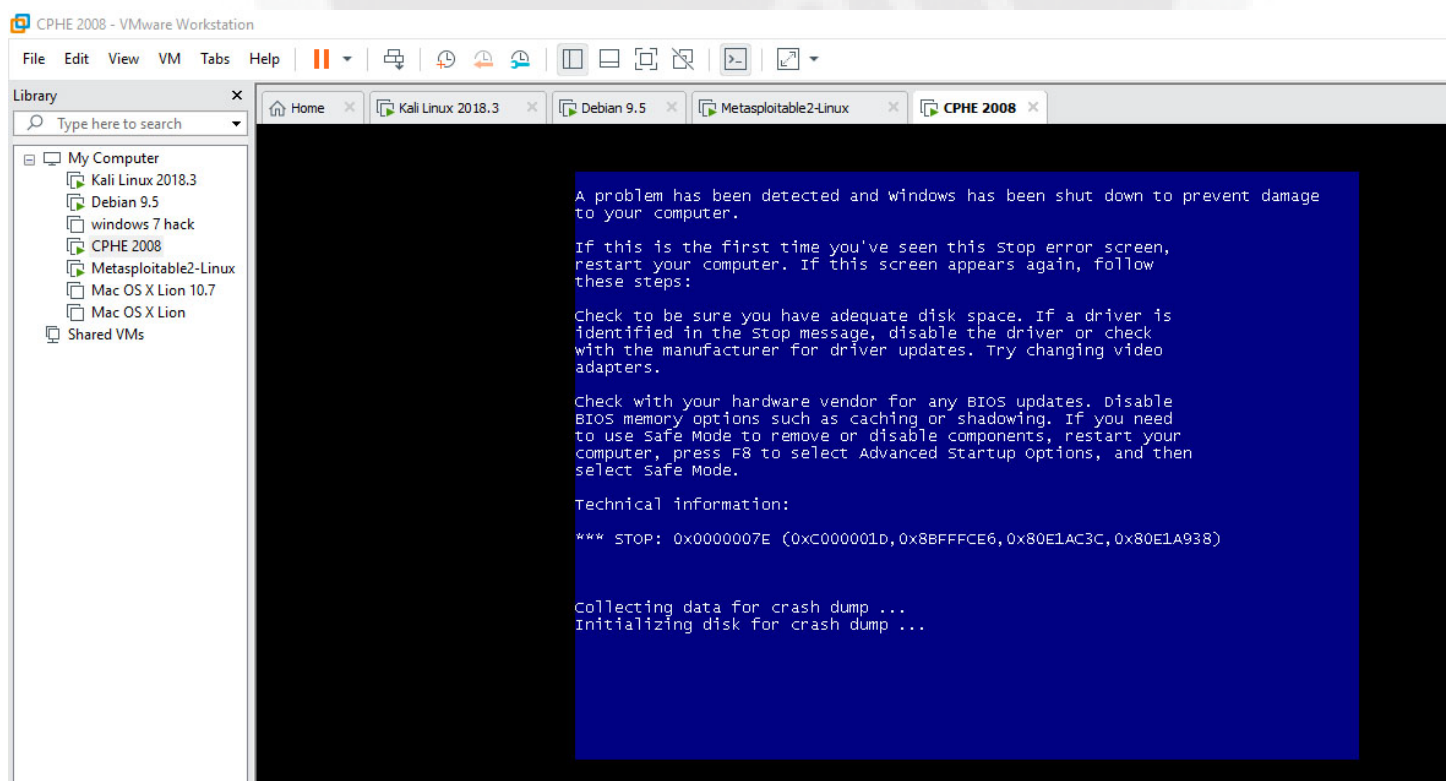 CPHE 2008 - VMware Workstation
File Edit View VM Tabs Help
Library
Type here to search
My Computer
Kali Linux 2018.3
Debian 9.5
windows 7 hack
CPHE 2008
Metasploitable2-Linux
Mac OS X Lion 10.7
Mac OS X Lion
Shared VMs
Home Kali Linux 2018.3 Debian 9.5 Metasploitable2-Linux CPHE 2008
A problem has been detected and Windows has been shut down to prevent damage
to your computer.
If this is the first time you've seen this Stop error screen,
restart your computer. If this screen appears again, follow
these steps:
Check to be sure you have adequate disk space. If a driver is
identified in the Stop message, disable the driver or check
with the manufacturer for driver updates. Try changing video
adapters.
Check with your hardware vendor for any BIOS updates. Disable
BIOS memory options such as caching or shadowing. If you need
to use Safe Mode to remove or disable components, restart your
computer, press F8 to select Advanced Startup Options, and then
select Safe Mode.
Technical information:
*** STOP: 0x0000007E (0xC000001D,0x8BFFFCE6,0x80E1AC3C,0x80E1A938)
Collecting data for crash dump ...
Initializing disk for crash dump ...